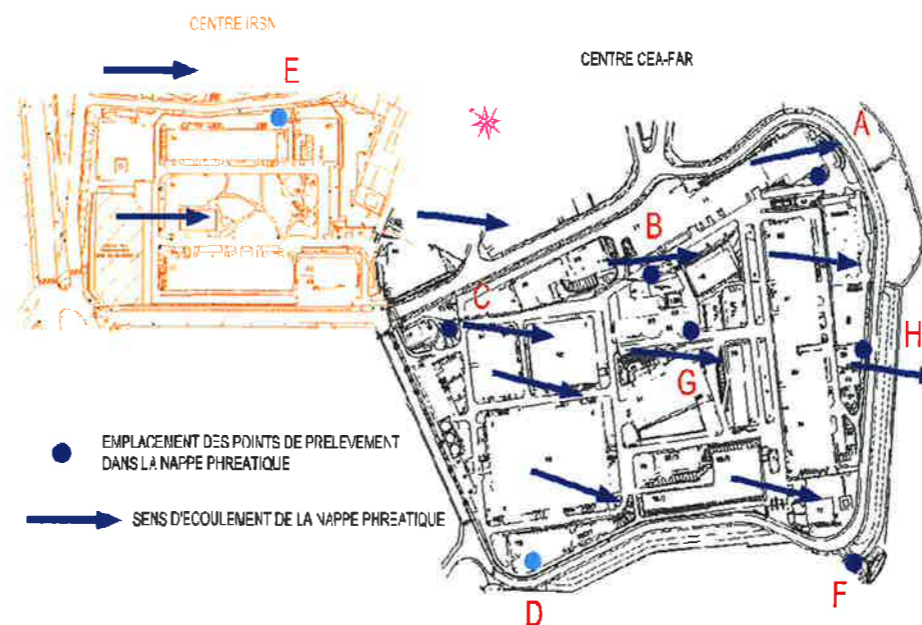 CENTRE IRSN
E
CENTRE CEA-FAR
A
B
C
H
G
EMPLACEMENT DES POINTS DE PRELEVEMENT
DANS LA NAPPE PHREATIQUE
SENS D'ECOULEMENT DE LA NAPPE PHREATIQUE
D
F